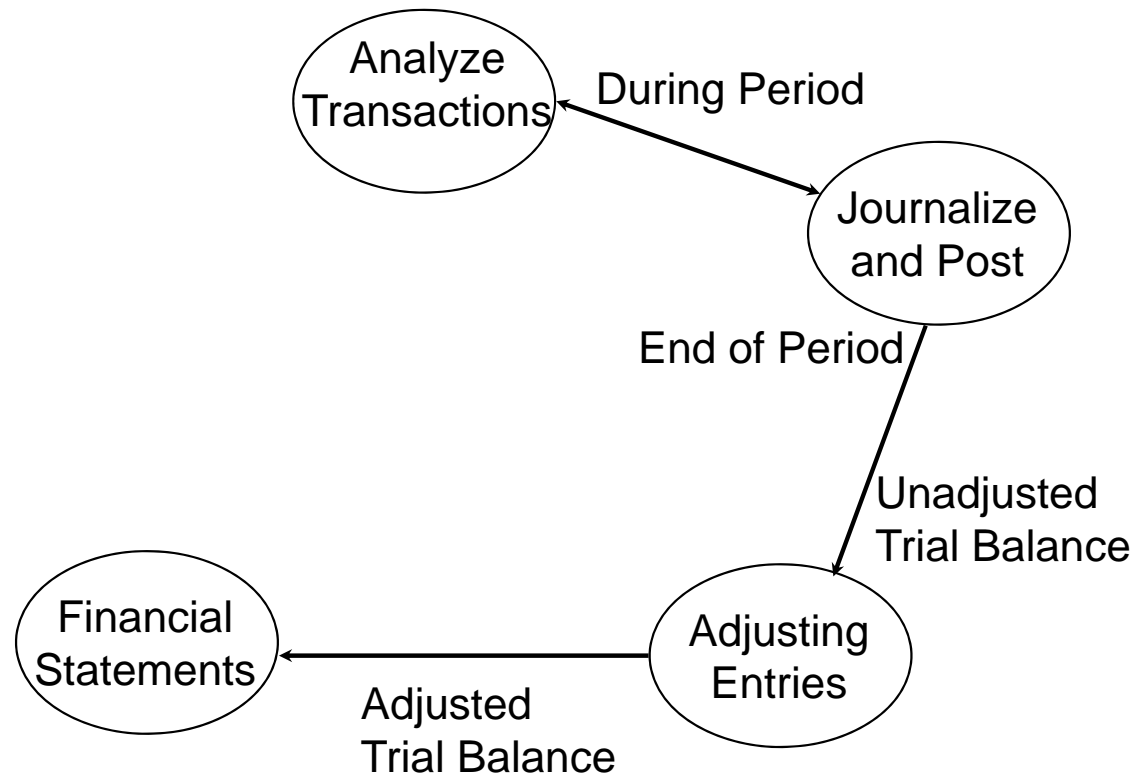 Analyze
Transactions
During Period
Journalize
and Post
End of Period
Unadjusted
Trial Balance
Adjusting
Entries
Adjusted
Trial Balance
Financial
Statements